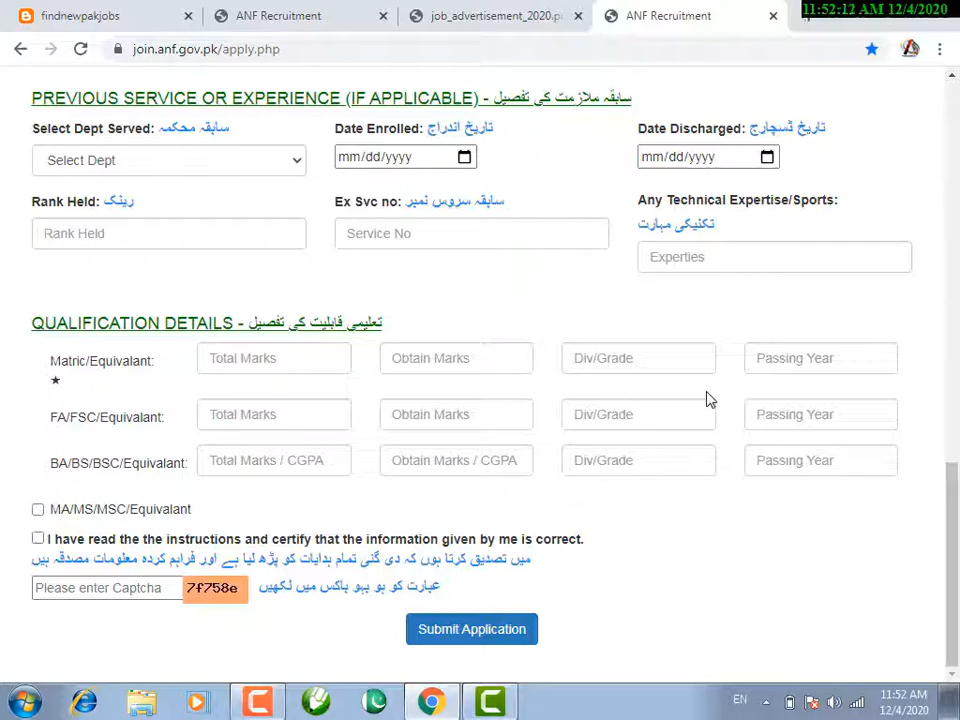 11:52:12 AM 12/4/2020
findnewpakjobs
ANF Recruitment
job_advertisement_2020.p
ANF Recruitment
join.anf.gov.pk/apply.php
PREVIOUS SERVICE OR EXPERIENCE (IF APPLICABLE) - سابقہ ملازمت کی تفصیل
Select Dept Served: سابقہ محکمہ
Date Enrolled: تاریخ اندراج
Date Discharged: تاریخ ڈسچارج
Select Dept
mm/dd/yyyy
mm/dd/yyyy
Rank Held: رینک
Ex Svc no: سابقہ سروس نمبر
Any Technical Expertise/Sports:
تکنیکی مہارت
Rank Held
Service No
Experties
QUALIFICATION DETAILS - تعلیمی قابلیت کی تفصیل
Matric/Equivalant: Total Marks Obtain Marks Div/Grade Passing Year
★
FA/FSC/Equivalant: Total Marks Obtain Marks Div/Grade Passing Year
BA/BS/BSC/Equivalant: Total Marks / CGPA Obtain Marks / CGPA Div/Grade Passing Year
MA/MS/MSC/Equivalant
I have read the the instructions and certify that the information given by me is correct.
میں تصدیق کرتا ہوں کہ دی گئی تمام ہدایات کو پڑھ لیا ہے اور فراہم کردہ معلومات مصدقہ ہیں
Please enter Captcha 7f758e عبارت کو ہو بہو باکس میں لکھیں
Submit Application
EN
11:52 AM
12/4/2020